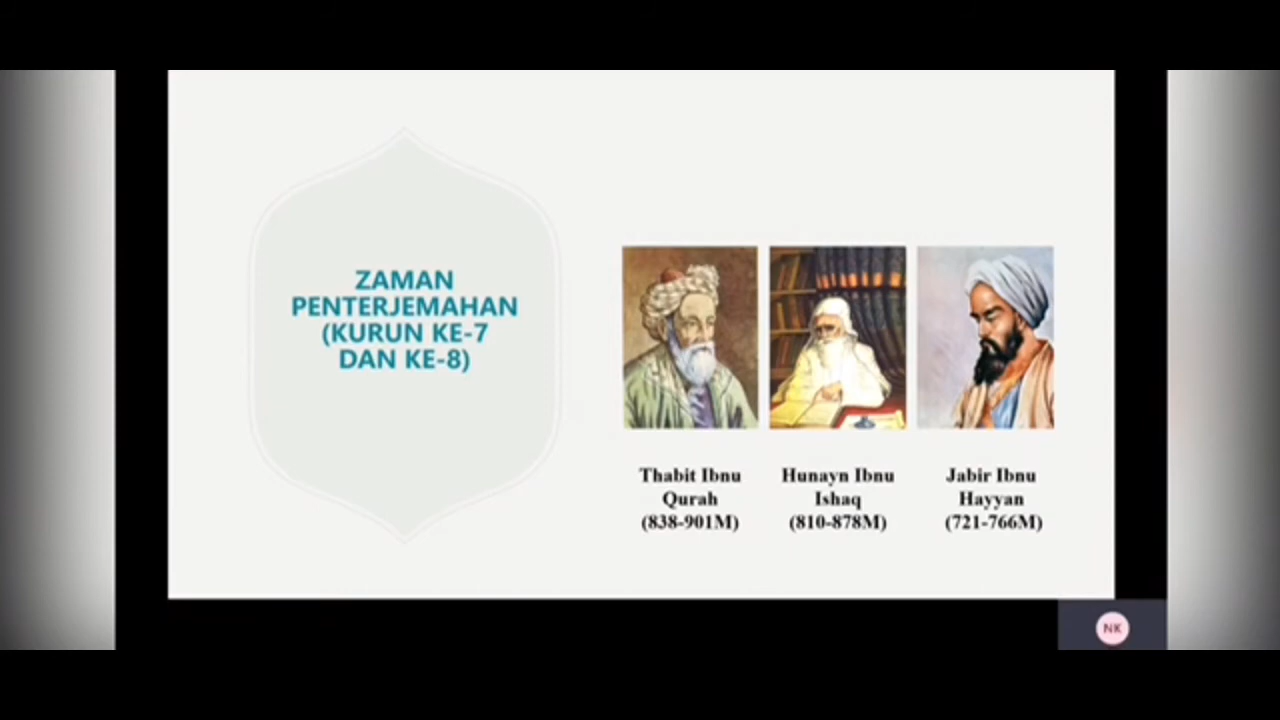 ZAMAN
PENTERJEMAHAN
(KURUN KE-7
DAN KE-8)
Thabit Ibnu
Qurah
(838-901M)
Hunayn Ibnu
Ishaq
(810-878M)
Jabir Ibnu
Hayyan
(721-766M)
NK